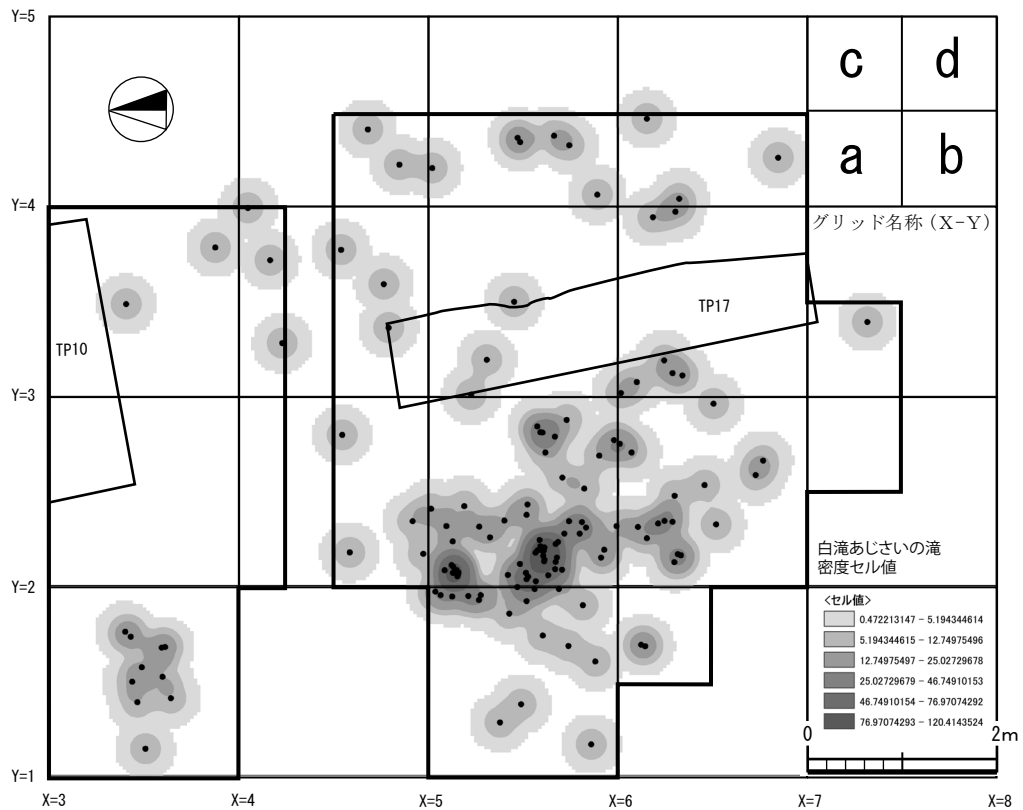 Y=5
c d
a b
Y=4
グリッド名称(X-Y)
TP17
TP10
Y=3
白滝あじさいの滝
密度セル値
Y=2
<セル値>
0.472213147 - 5.194344614
5.194344615 - 12.74975496
12.74975497 - 25.02729678
25.02729679 - 46.74910153
46.74910154 - 76.97074292
76.97074293 - 120.4143524
0 2m
Y=1
X=3 X=4 X=5 X=6 X=7 X=8